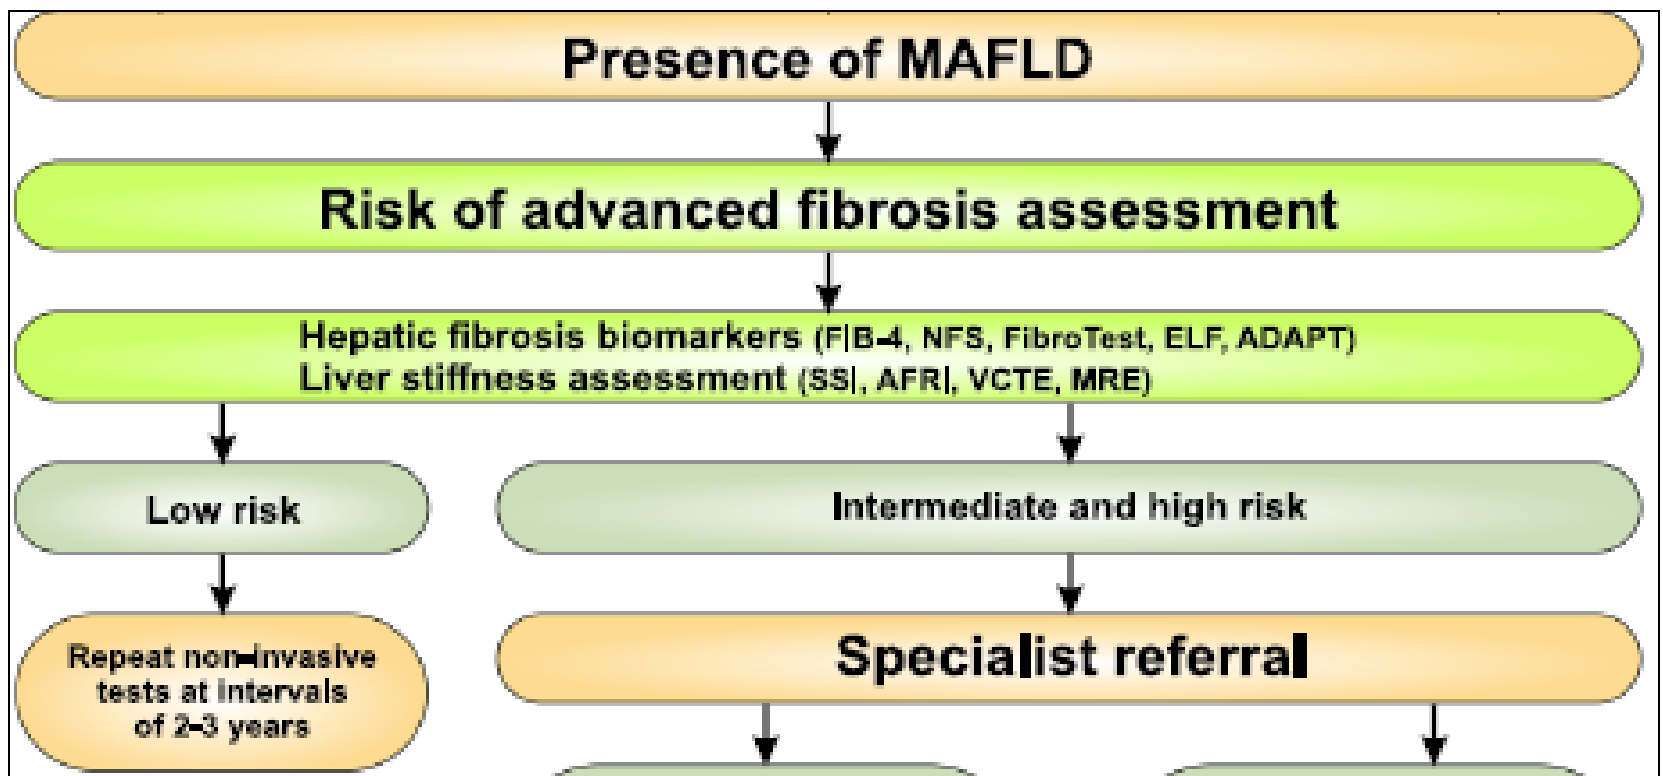 Presence of MAFLD
Risk of advanced fibrosis assessment
Hepatic fibrosis biomarkers (FIB-4, NFS, FibroTest, ELF, ADAPT)
Liver stiffness assessment (SSI, AFRI, VCTE, MRE)
Low risk
Intermediate and high risk
Repeat non-invasive
tests at intervals
of 2-3 years
Specialist referral